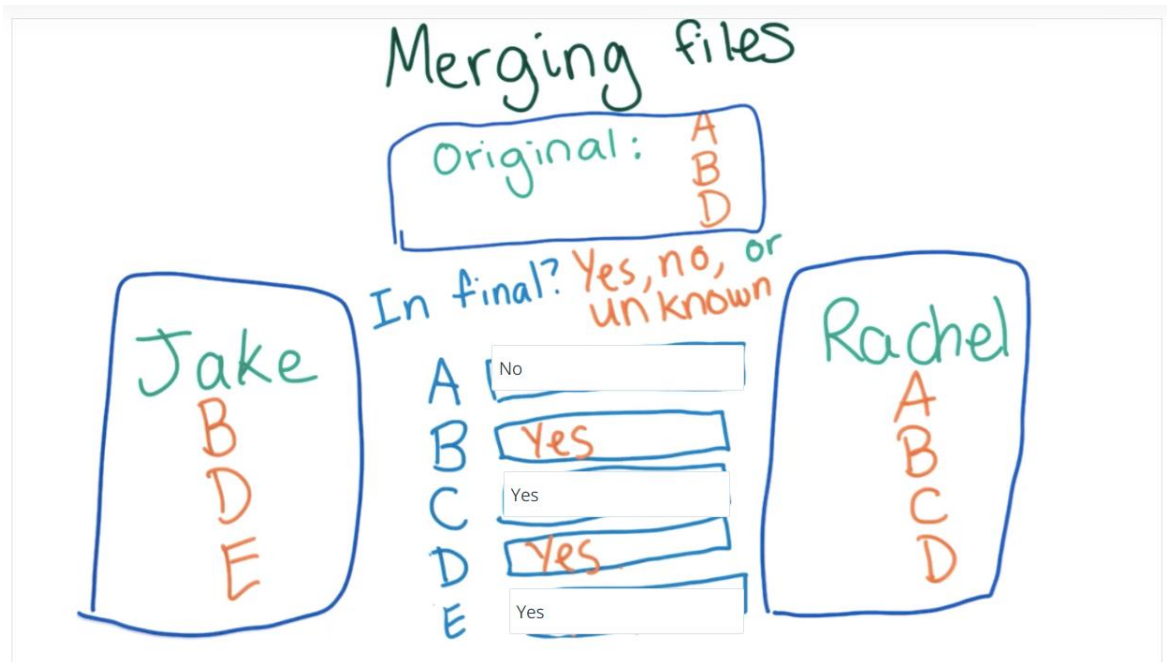 Merging files
Original:
A
B
D
In final? Yes, no, or
unknown
Jake
B
D
E
A No
B Yes
C Yes
D Yes
E Yes
Rachel
A
B
C
D